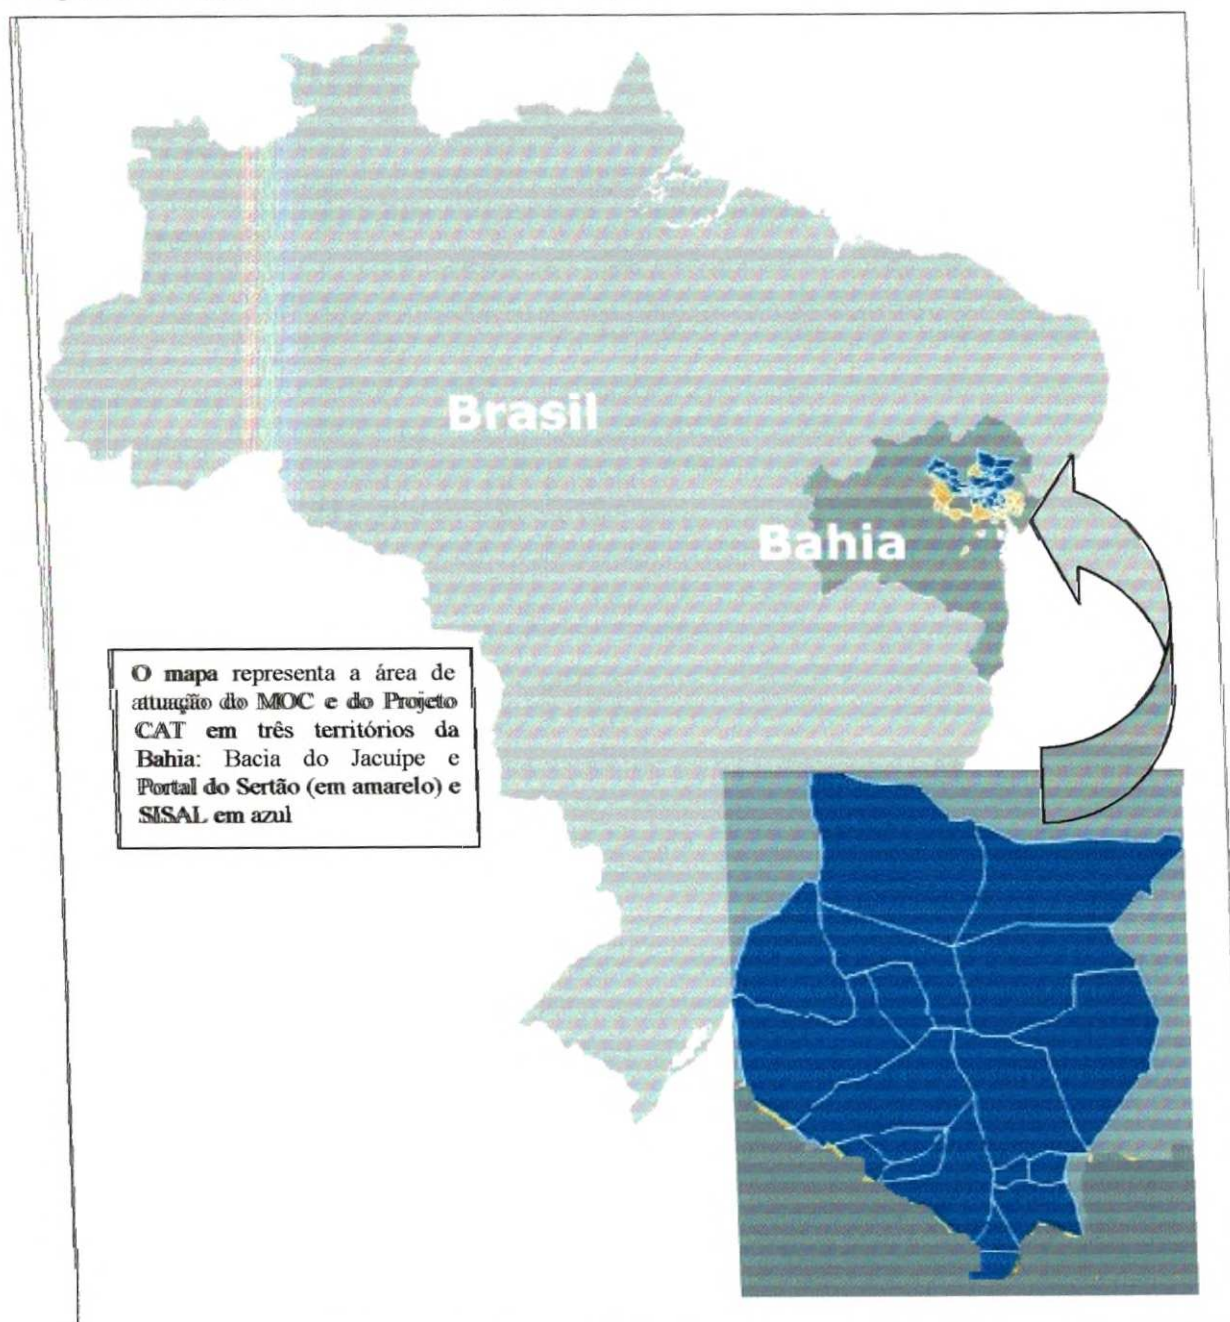 Brasil
Bahia
O mapa representa a área de
atuação do MOC e do Projeto
CAT em três territórios da
Bahia: Bacia do Jacuípe e
Portal do Sertão (em amarelo) e
SISAL em azul